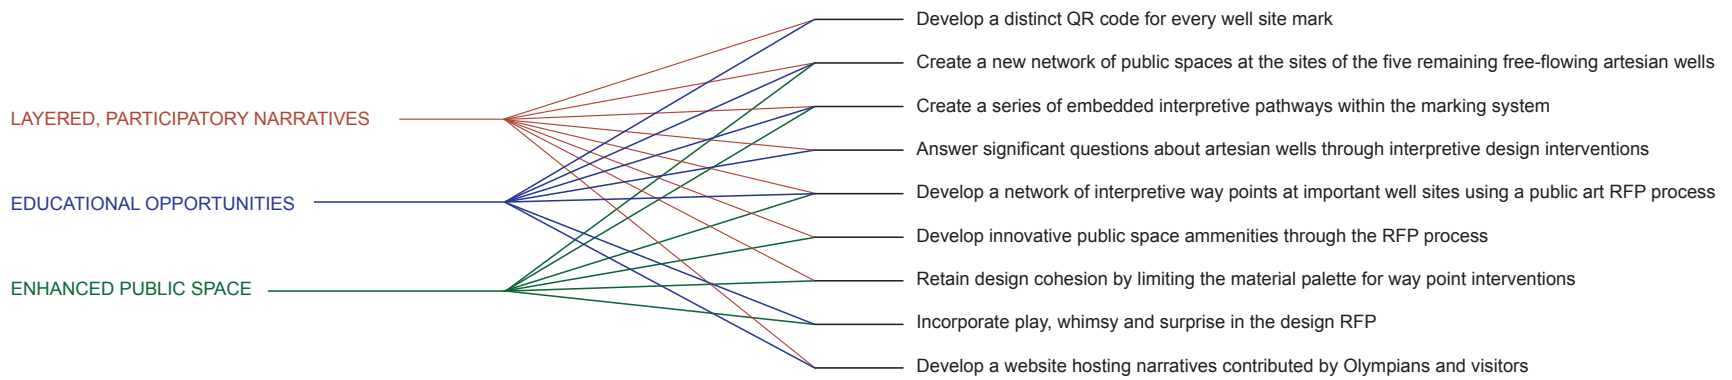 LAYERED, PARTICIPATORY NARRATIVES
EDUCATIONAL OPPORTUNITIES
ENHANCED PUBLIC SPACE
Develop a distinct QR code for every well site mark
Create a new network of public spaces at the sites of the five remaining free-flowing artesian wells
Create a series of embedded interpretive pathways within the marking system
Answer significant questions about artesian wells through interpretive design interventions
Develop a network of interpretive way points at important well sites using a public art RFP process
Develop innovative public space ammenities through the RFP process
Retain design cohesion by limiting the material palette for way point interventions
Incorporate play, whimsy and surprise in the design RFP
Develop a website hosting narratives contributed by Olympians and visitors